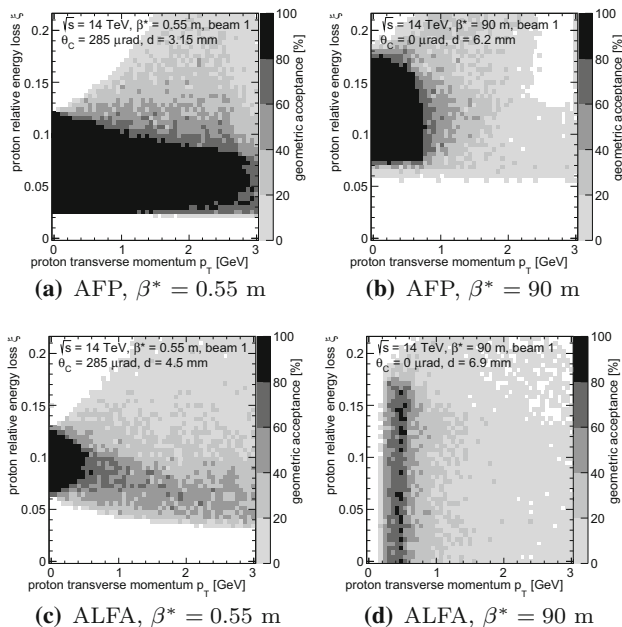 √s = 14 TeV, β* = 0.55 m, beam 1
θ_C = 285 μrad, d = 3.15 mm
proton relative energy loss ξ
0.2
0.15
0.1
0.05
0
0 1 2 3
proton transverse momentum p_T [GeV]
100
80
60
40
20
0
geometric acceptance [%]
(a) AFP, β* = 0.55 m
√s = 14 TeV, β* = 90 m, beam 1
θ_C = 0 μrad, d = 6.2 mm
proton relative energy loss ξ
0.2
0.15
0.1
0.05
0
0 1 2 3
proton transverse momentum p_T [GeV]
100
80
60
40
20
0
geometric acceptance [%]
(b) AFP, β* = 90 m
√s = 14 TeV, β* = 0.55 m, beam 1
θ_C = 285 μrad, d = 4.5 mm
proton relative energy loss ξ
0.2
0.15
0.1
0.05
0
0 1 2 3
proton transverse momentum p_T [GeV]
100
80
60
40
20
0
geometric acceptance [%]
(c) ALFA, β* = 0.55 m
√s = 14 TeV, β* = 90 m, beam 1
θ_C = 0 μrad, d = 6.9 mm
proton relative energy loss ξ
0.2
0.15
0.1
0.05
0
0 1 2 3
proton transverse momentum p_T [GeV]
100
80
60
40
20
0
geometric acceptance [%]
(d) ALFA, β* = 90 m